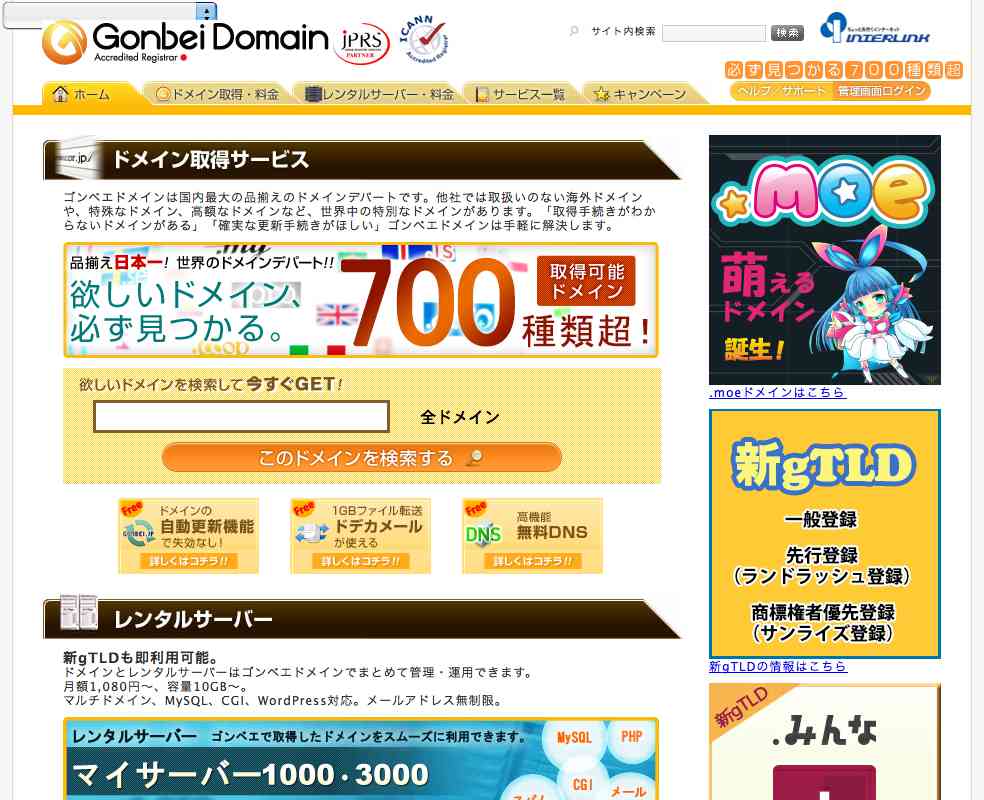 Gonbei Domain
Accredited Registrar
JPRS
PARTNER
ICANN
Accredited Registrar
サイト内検索
検索
ちょっと先行くインターネット
INTERLINK
必ず見つかる700種類超
ヘルプ／サポート
管理画面ログイン
ホーム
ドメイン取得・料金
レンタルサーバー・料金
サービス一覧
キャンペーン
ドメイン取得サービス
ゴンベエドメインは国内最大の品揃えのドメインデパートです。他社では取扱いのない海外ドメイン
や、特殊なドメイン、高額なドメインなど、世界中の特別なドメインがあります。「取得手続きがわか
らないドメインがある」「確実な更新手続きがほしい」ゴンベエドメインは手軽に解決します。
品揃え日本一！世界のドメインデパート！！
欲しいドメイン、
必ず見つかる。
700
取得可能
ドメイン
種類超！
欲しいドメインを検索して今すぐGET！
全ドメイン
このドメインを検索する
Free
ドメインの
自動更新機能
で失効なし！
GONBEI.JP
詳しくはコチラ！！
Free
1GBファイル転送
ドデカメール
が使える
詳しくはコチラ！！
Free
高機能
無料DNS
DNS
詳しくはコチラ！！
レンタルサーバー
新gTLDも即利用可能。
ドメインとレンタルサーバーはゴンベエドメインでまとめて管理・運用できます。
月額1,080円～、容量10GB～。
マルチドメイン、MySQL、CGI、WordPress対応。メールアドレス無制限。
レンタルサーバー ゴンベエで取得したドメインをスムーズに利用できます。
マイサーバー1000・3000
MySQL
PHP
CGI
メール
.moe
萌える
ドメイン
誕生！
.moeドメインはこちら
新gTLD
一般登録
先行登録
（ランドラッシュ登録）
商標権者優先登録
（サンライズ登録）
新gTLDの情報はこちら
新gTLD
.みんな